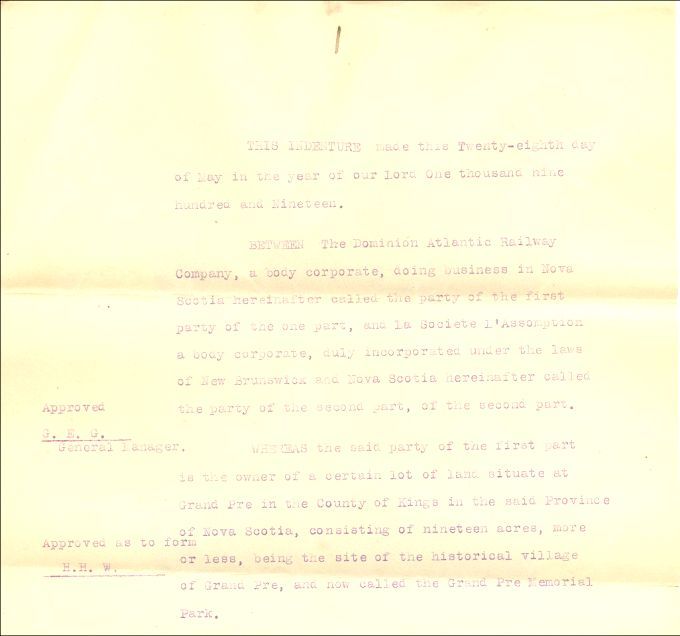 THIS INDENTURE made this Twenty-eighth day
of May in the year of our Lord One thousand nine
hundred and Nineteen.
BETWEEN The Dominion Atlantic Railway
Company, a body corporate, doing business in Nova
Scotia hereinafter called the party of the first
party of the one part, and La Societe l'Assomption
a body corporate, duly incorporated under the laws
of New Brunswick and Nova Scotia hereinafter called
the party of the second part, of the second part.
Approved
G. E. G.
General Manager.
WHEREAS the said party of the first part
is the owner of a certain lot of land situate at
Grand Pre in the County of Kings in the said Province
of Nova Scotia, consisting of nineteen acres, more
or less, being the site of the historical village
of Grand Pre, and now called the Grand Pre Memorial
Park.
Approved as to form
H.H. W.